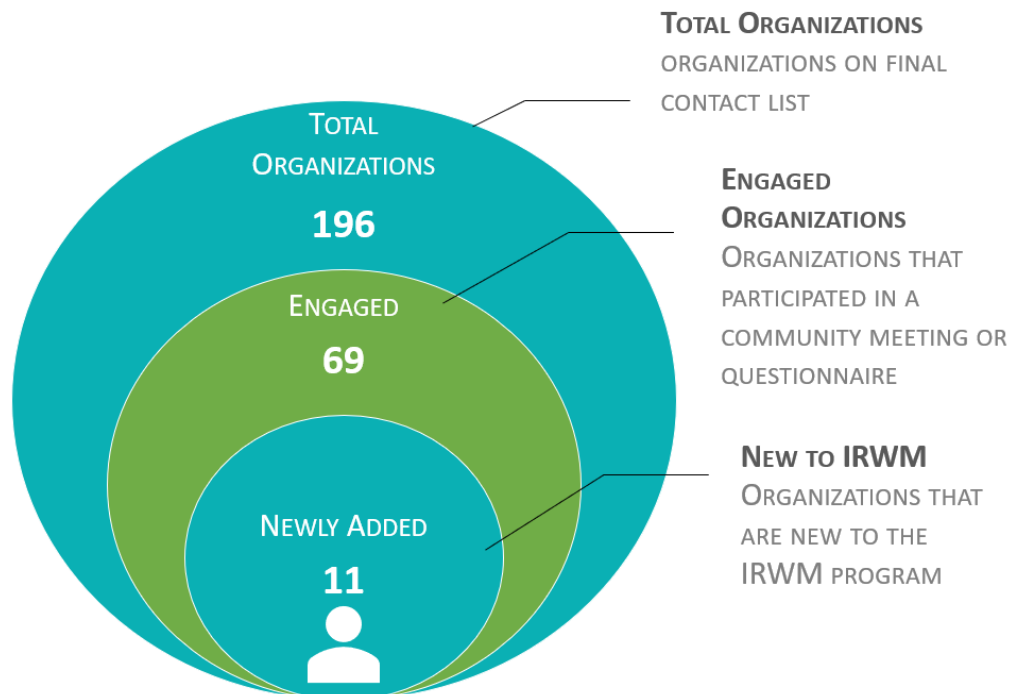 TOTAL ORGANIZATIONS
ORGANIZATIONS ON FINAL
CONTACT LIST
TOTAL
ORGANIZATIONS
196
ENGAGED
ORGANIZATIONS
ORGANIZATIONS THAT
PARTICIPATED IN A
COMMUNITY MEETING OR
QUESTIONNAIRE
ENGAGED
69
NEW TO IRWM
ORGANIZATIONS THAT
ARE NEW TO THE
IRWM PROGRAM
NEWLY ADDED
11